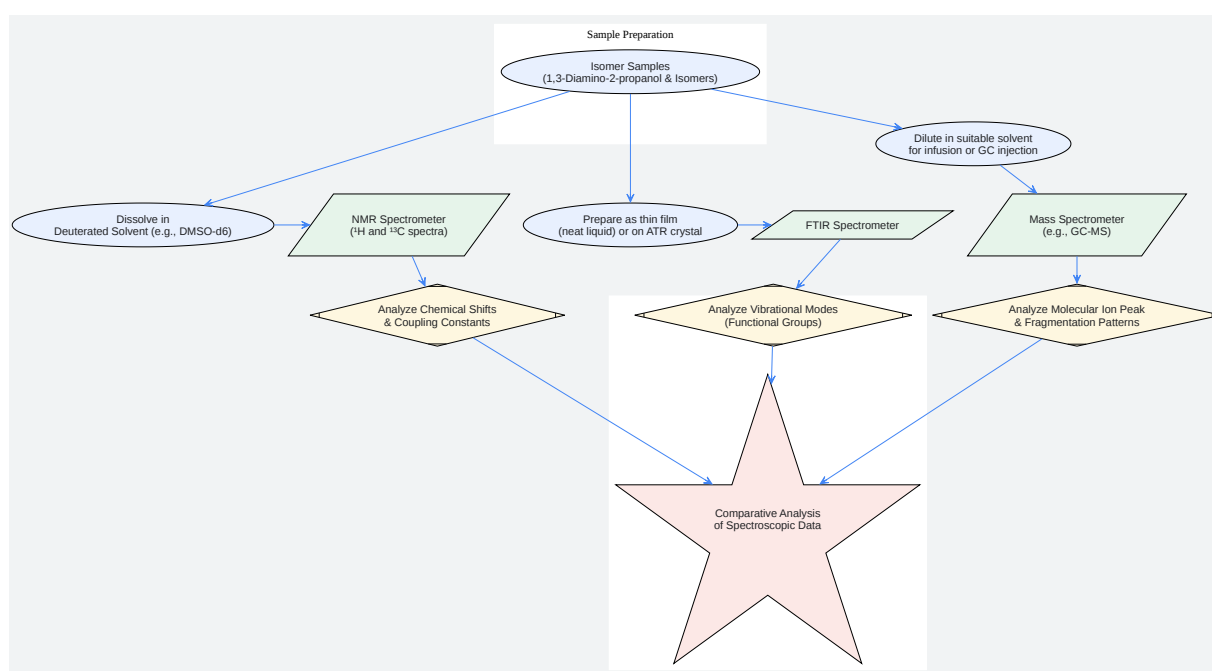 Sample Preparation
Isomer Samples
(1,3-Diamino-2-propanol & Isomers)
Dilute in suitable solvent
for infusion or GC injection
Dissolve in
Deuterated Solvent (e.g., DMSO-d6)
NMR Spectrometer
(¹H and ¹³C spectra)
Prepare as thin film
(neat liquid) or on ATR crystal
FTIR Spectrometer
Mass Spectrometer
(e.g., GC-MS)
Analyze Chemical Shifts
& Coupling Constants
Analyze Vibrational Modes
(Functional Groups)
Analyze Molecular Ion Peak
& Fragmentation Patterns
Comparative Analysis
of Spectroscopic Data